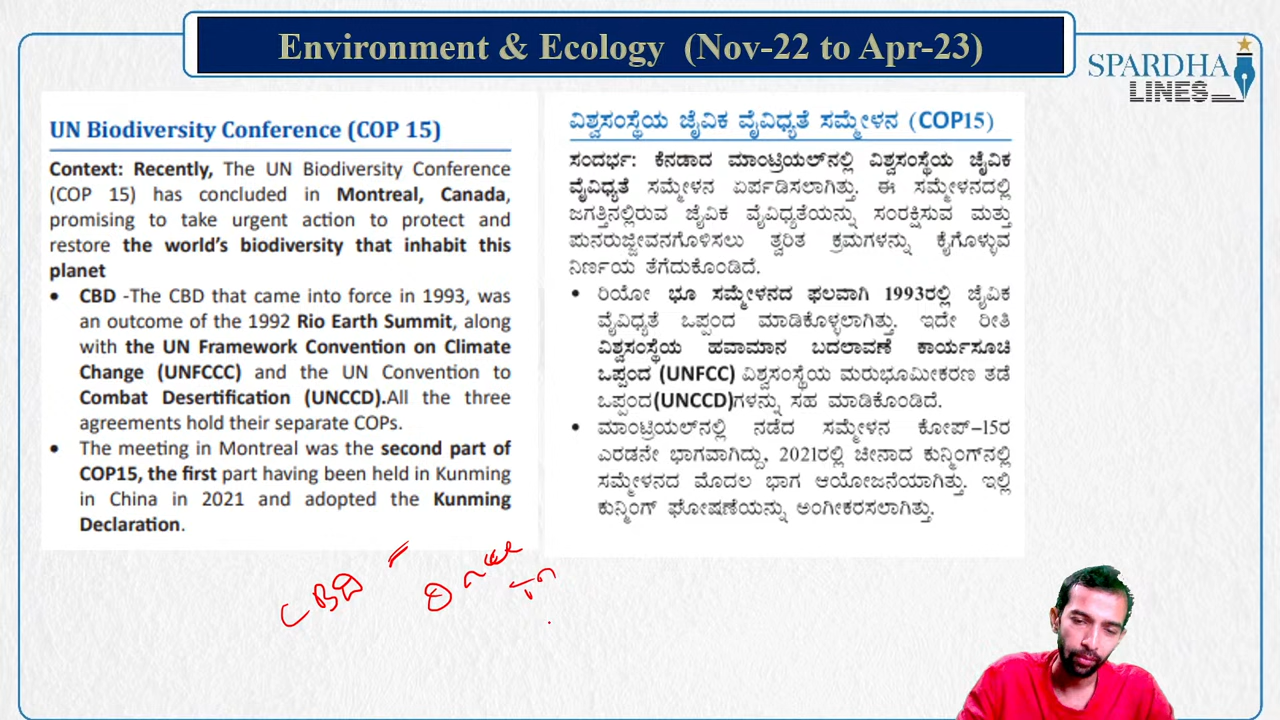 Environment & Ecology (Nov-22 to Apr-23)
SPARDHA
LINES
UN Biodiversity Conference (COP 15)
Context: Recently, The UN Biodiversity Conference
(COP 15) has concluded in Montreal, Canada,
promising to take urgent action to protect and
restore the world's biodiversity that inhabit this
planet
• CBD -The CBD that came into force in 1993, was
an outcome of the 1992 Rio Earth Summit, along
with the UN Framework Convention on Climate
Change (UNFCCC) and the UN Convention to
Combat Desertification (UNCCD).All the three
agreements hold their separate COPs.
• The meeting in Montreal was the second part of
COP15, the first part having been held in Kunming
in China in 2021 and adopted the Kunming
Declaration.
ವಿಶ್ವಸಂಸ್ಥೆಯ ಜೈವಿಕ ವೈವಿಧ್ಯತೆ ಸಮ್ಮೇಳನ (COP15)
ಸಂದರ್ಭ: ಕೆನಡಾದ ಮಾಂಟ್ರಿಯಲ್‌ನಲ್ಲಿ ವಿಶ್ವಸಂಸ್ಥೆಯ ಜೈವಿಕ
ವೈವಿಧ್ಯತೆ ಸಮ್ಮೇಳನ ಏರ್ಪಡಿಸಲಾಗಿತ್ತು. ಈ ಸಮ್ಮೇಳನದಲ್ಲಿ
ಜಗತ್ತಿನಲ್ಲಿರುವ ಜೈವಿಕ ವೈವಿಧ್ಯತೆಯನ್ನು ಸಂರಕ್ಷಿಸುವ ಮತ್ತು
ಪುನರುಜ್ಜೀವನಗೊಳಿಸಲು ತ್ವರಿತ ಕ್ರಮಗಳನ್ನು ಕೈಗೊಳ್ಳುವ
ನಿರ್ಣಯ ತೆಗೆದುಕೊಂಡಿದೆ.
• ರಿಯೋ ಭೂ ಸಮ್ಮೇಳನದ ಫಲವಾಗಿ 1993ರಲ್ಲಿ ಜೈವಿಕ
ವೈವಿಧ್ಯತೆ ಒಪ್ಪಂದ ಮಾಡಿಕೊಳ್ಳಲಾಗಿತ್ತು. ಇದೇ ರೀತಿ
ವಿಶ್ವಸಂಸ್ಥೆಯ ಹವಾಮಾನ ಬದಲಾವಣೆ ಕಾರ್ಯಸೂಚಿ
ಒಪ್ಪಂದ (UNFCC) ವಿಶ್ವಸಂಸ್ಥೆಯ ಮರುಭೂಮೀಕರಣ ತಡೆ
ಒಪ್ಪಂದ(UNCCD)ಗಳನ್ನು ಸಹ ಮಾಡಿಕೊಂಡಿದೆ.
• ಮಾಂಟ್ರಿಯಲ್‌ನಲ್ಲಿ ನಡೆದ ಸಮ್ಮೇಳನ ಕೋಪ್-15ರ
ಎರಡನೇ ಭಾಗವಾಗಿದ್ದು, 2021ರಲ್ಲಿ ಚೀನಾದ ಕುನ್ಮಿಂಗ್‌ನಲ್ಲಿ
ಸಮ್ಮೇಳನದ ಮೊದಲ ಭಾಗ ಆಯೋಜನೆಯಾಗಿತ್ತು. ಇಲ್ಲಿ
ಕುನ್ಮಿಂಗ್ ಘೋಷಣೆಯನ್ನು ಅಂಗೀಕರಸಲಾಗಿತ್ತು.
CBD